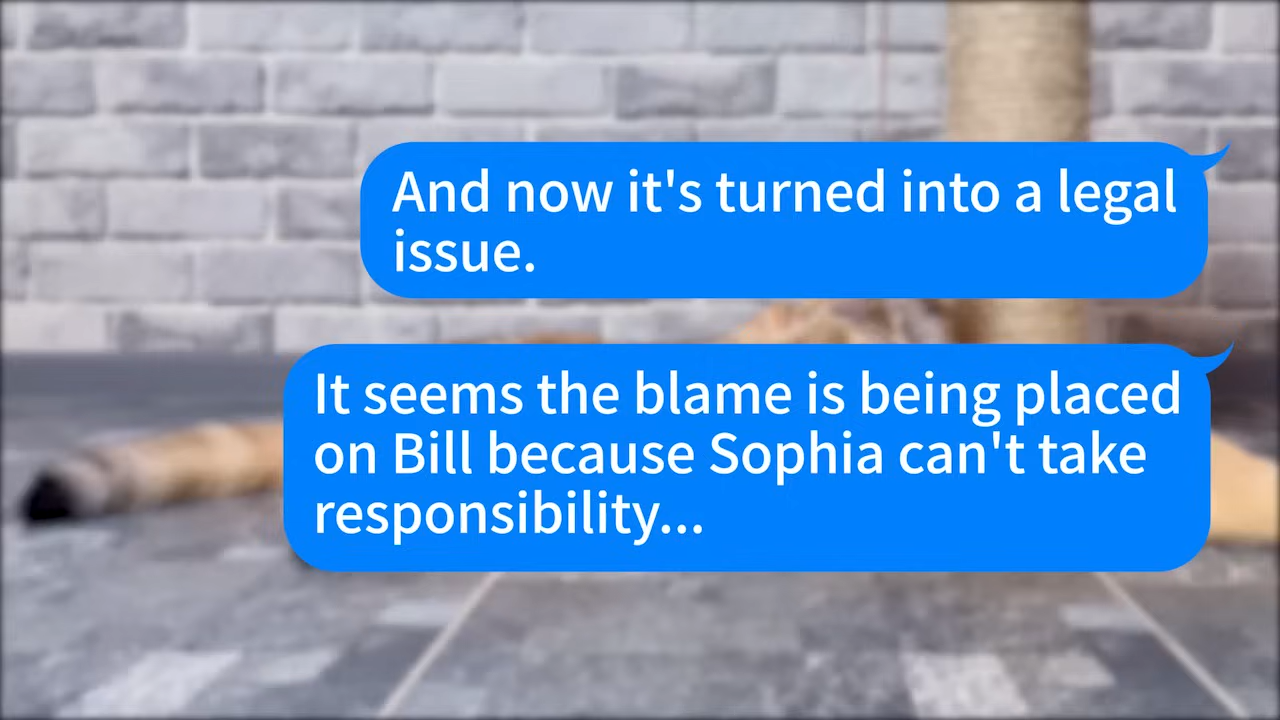 And now it's turned into a legal
issue.
It seems the blame is being placed
on Bill because Sophia can't take
responsibility...